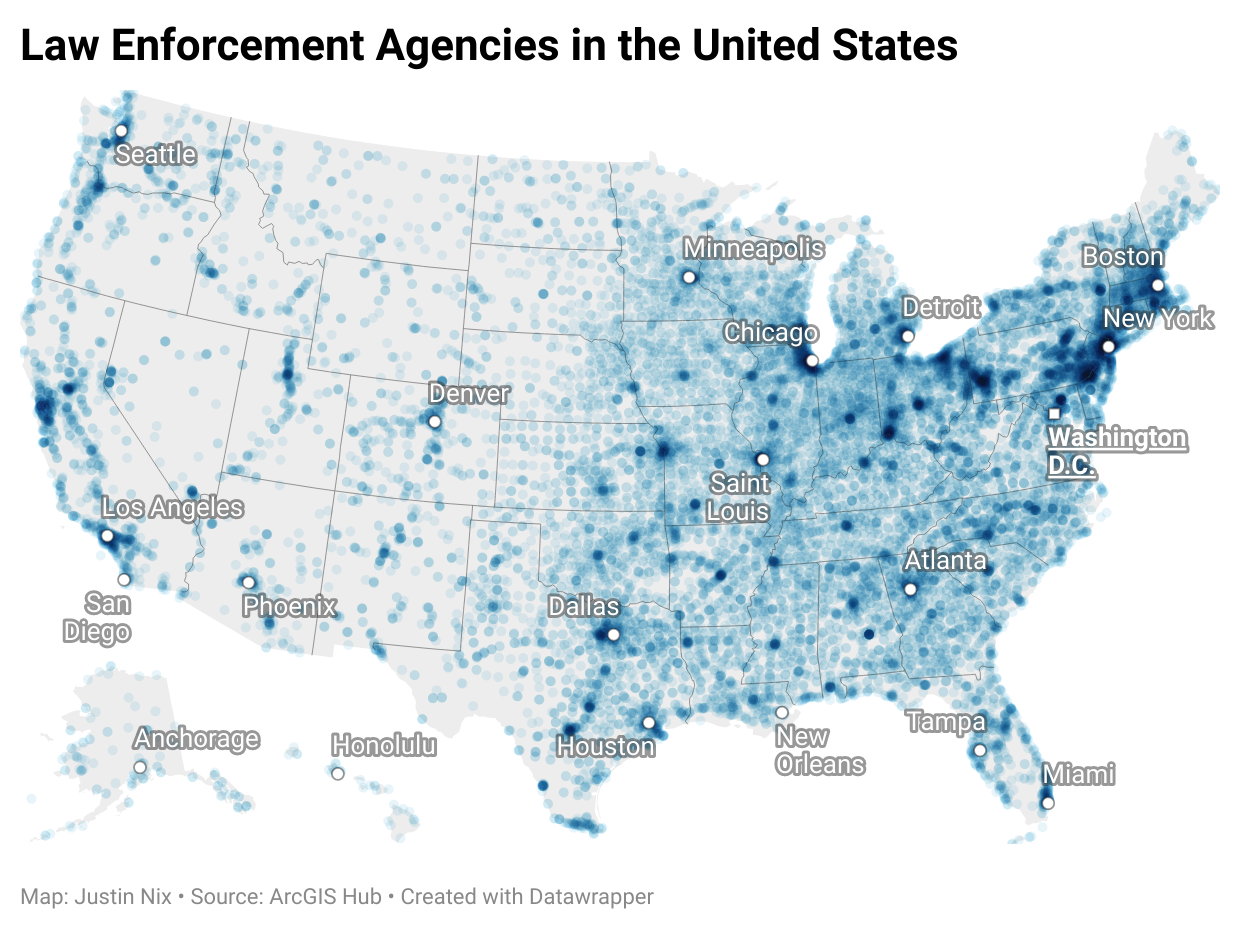 Law Enforcement Agencies in the United States
Seattle
Minneapolis
Boston
Detroit
New York
Chicago
Denver
Washington
D.C.
Saint
Louis
Los Angeles
Atlanta
San
Diego
Phoenix
Dallas
Tampa
Anchorage
Honolulu
Houston
New
Orleans
Miami
Map: Justin Nix • Source: ArcGIS Hub • Created with Datawrapper